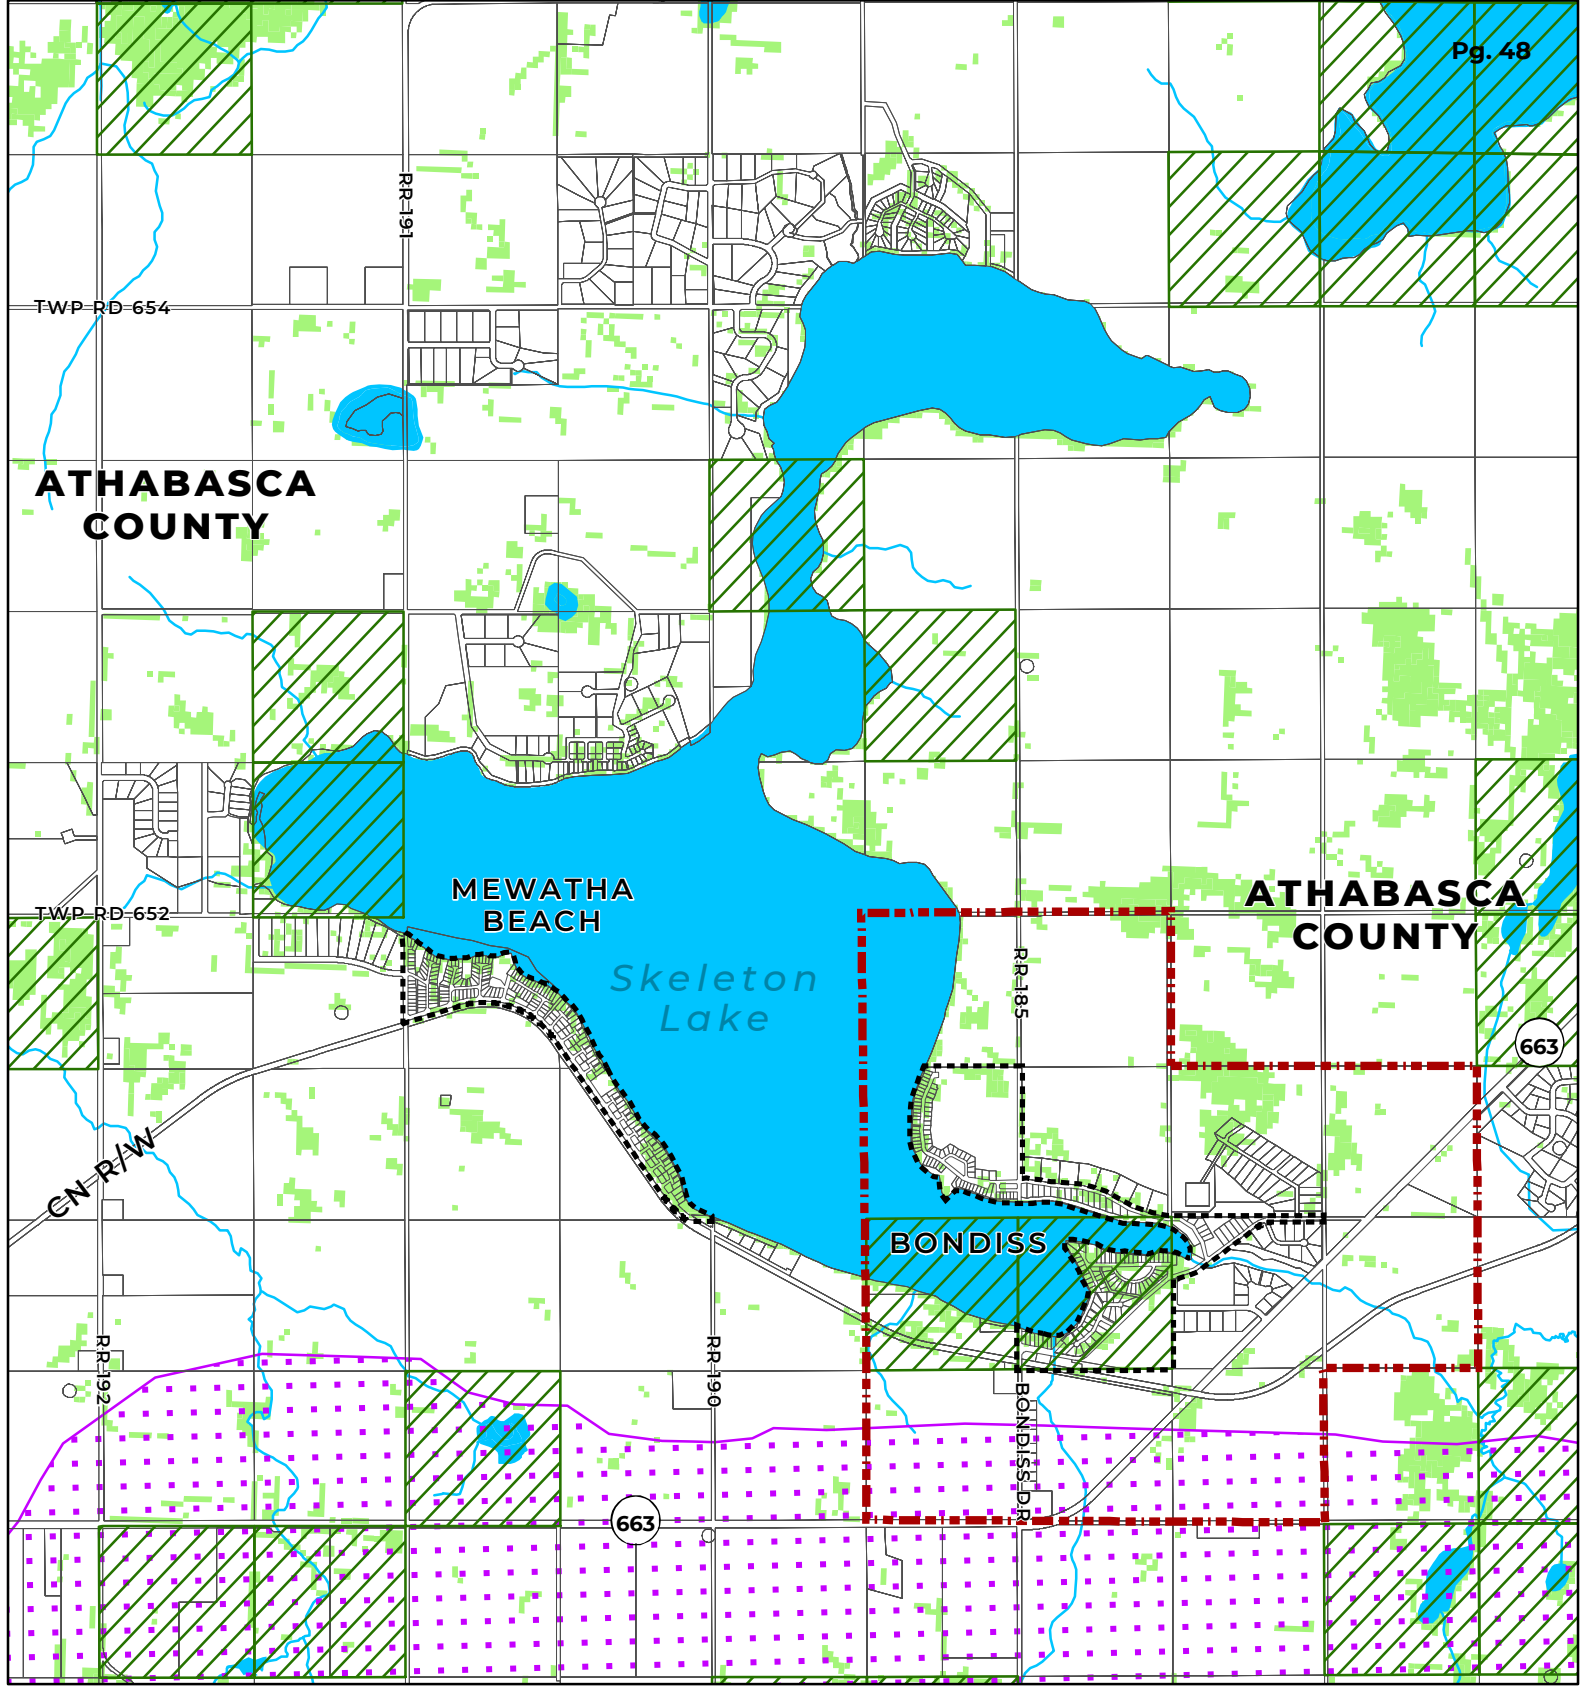 Pg. 48
RR 191
TWP RD 654
ATHABASCA
COUNTY
MEWATHA
BEACH
TWP RD 652
ATHABASCA
COUNTY
Skeleton
Lake
RR 185
663
CN R/W
BONDISS
RR 192
RR 190
BONDISS DR
663